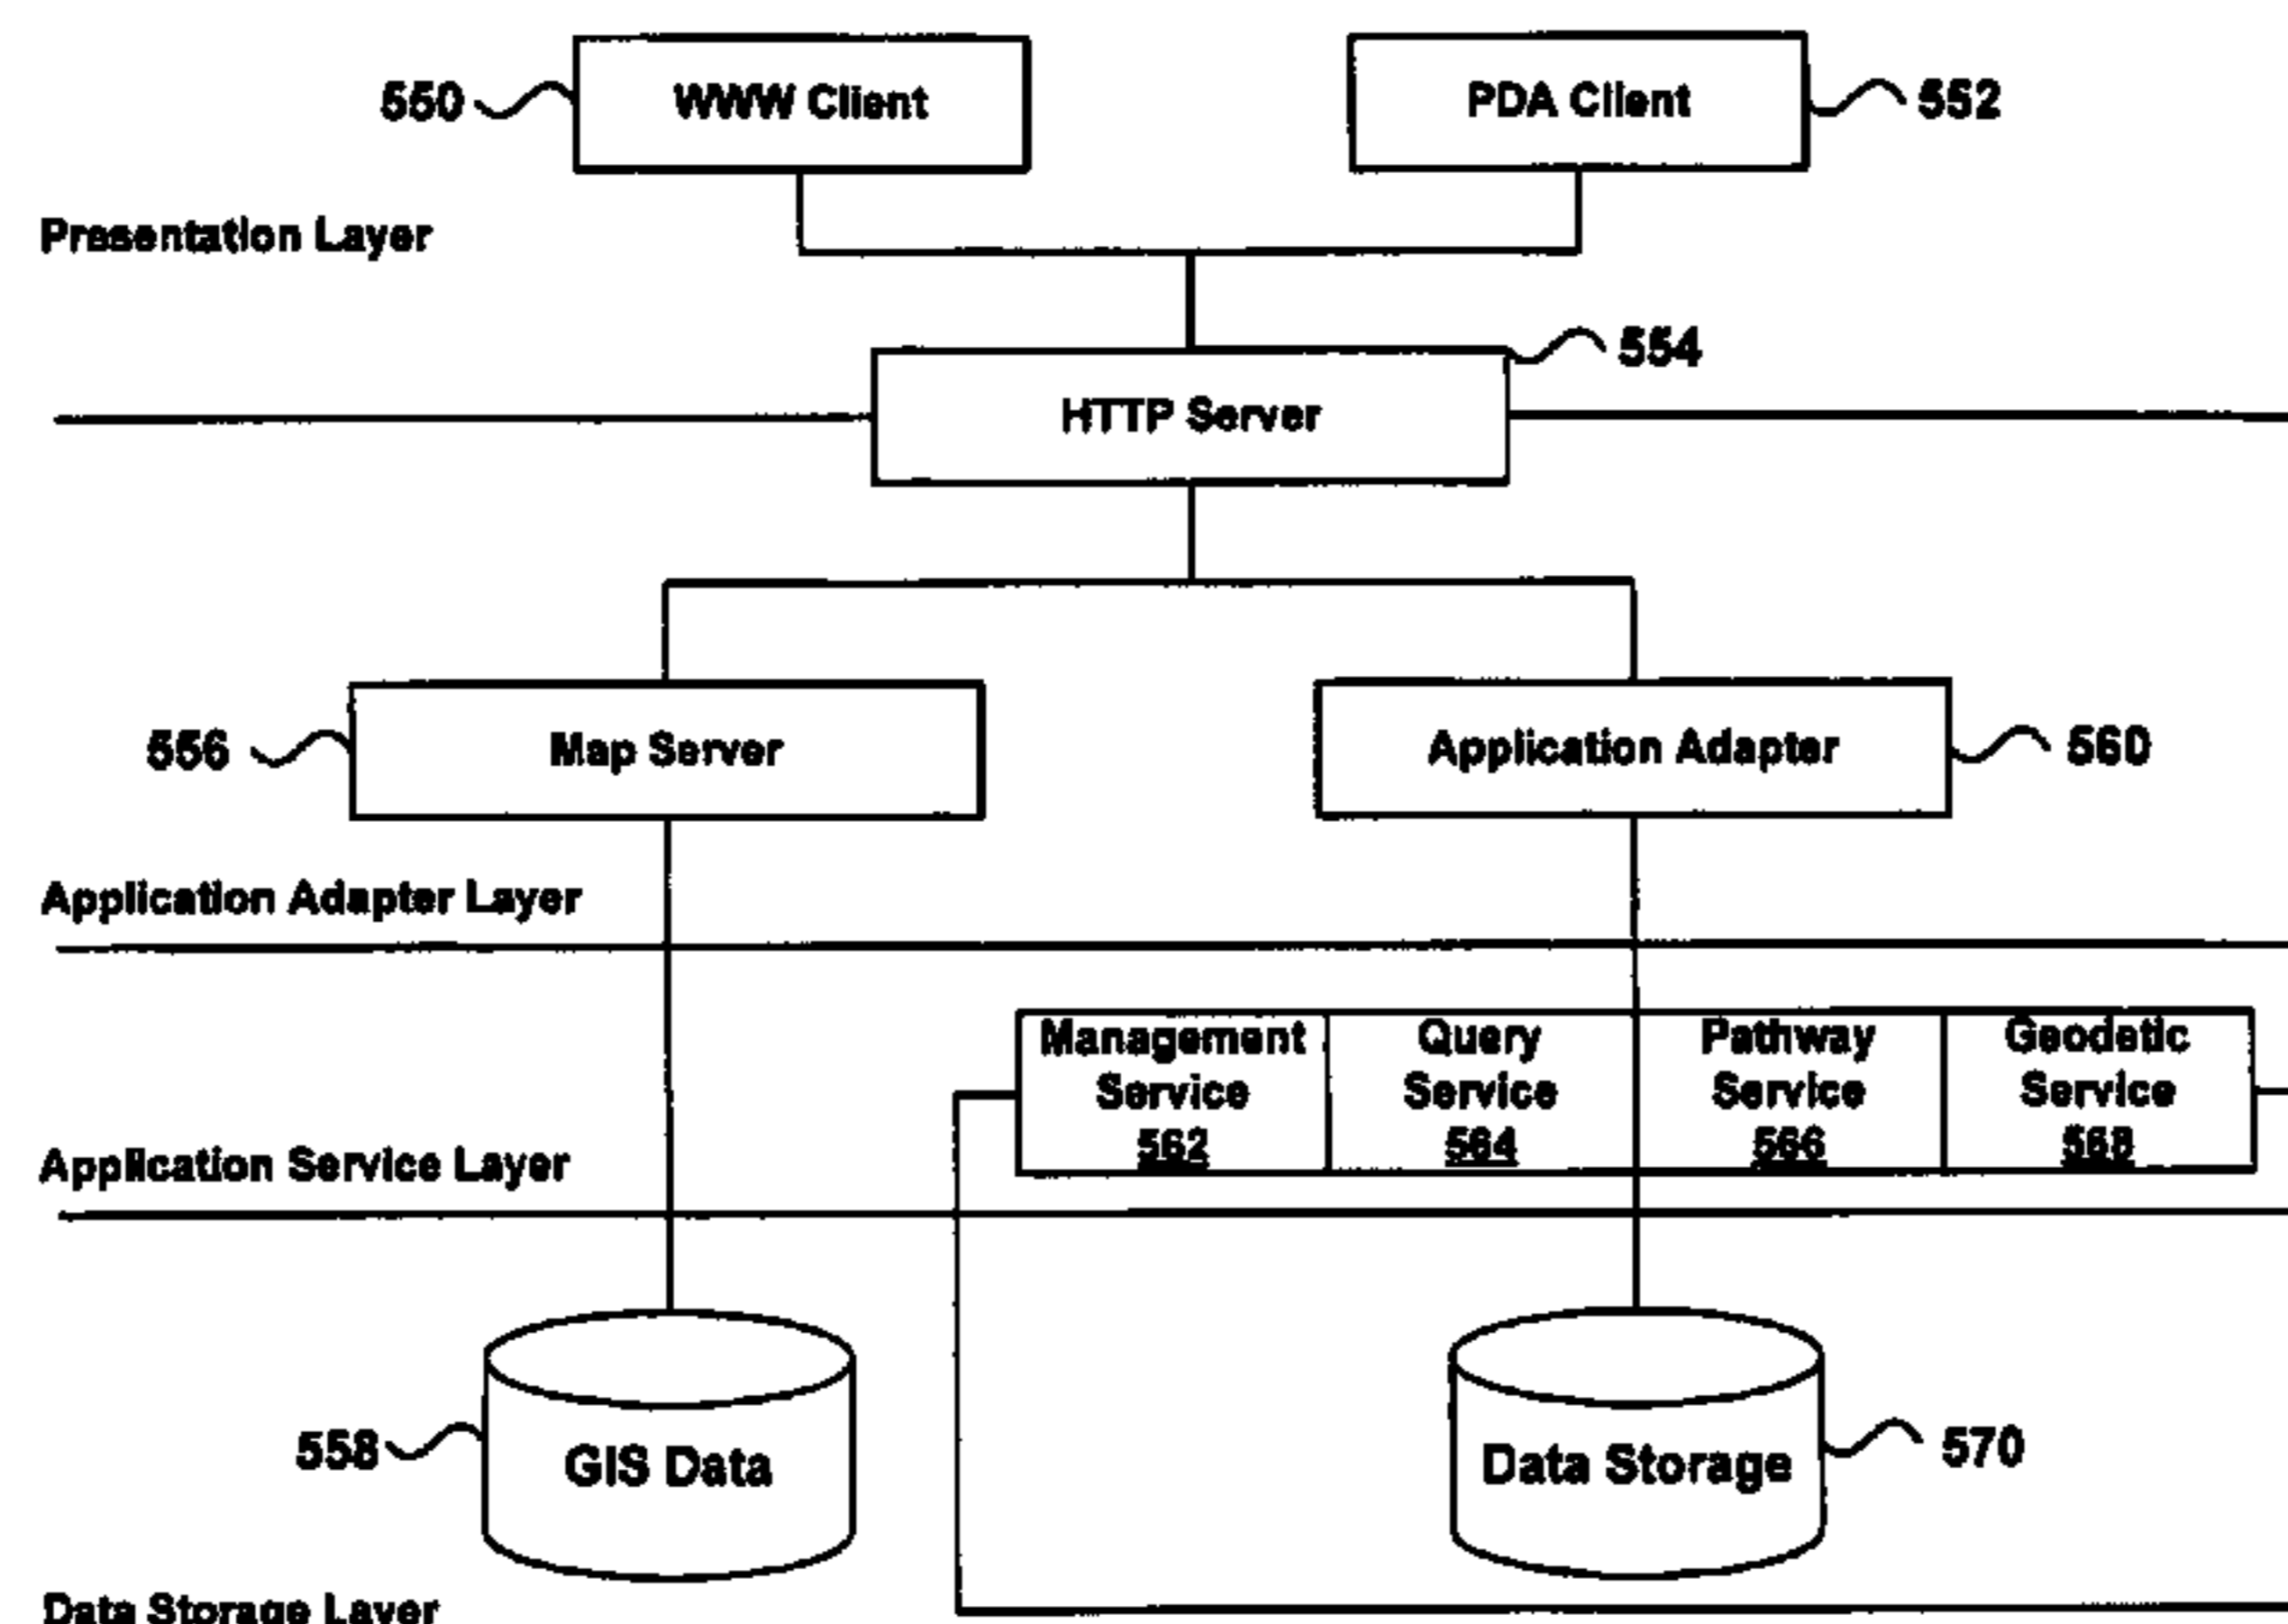 550
WWW Client
PDA Client
552
Presentation Layer
554
HTTP Server
556
Map Server
Application Adapter
560
Application Adapter Layer
Management
Service
562
Query
Service
564
Pathway
Service
566
Geodetic
Service
568
Application Service Layer
558
GIS Data
Data Storage
570
Data Storage Layer